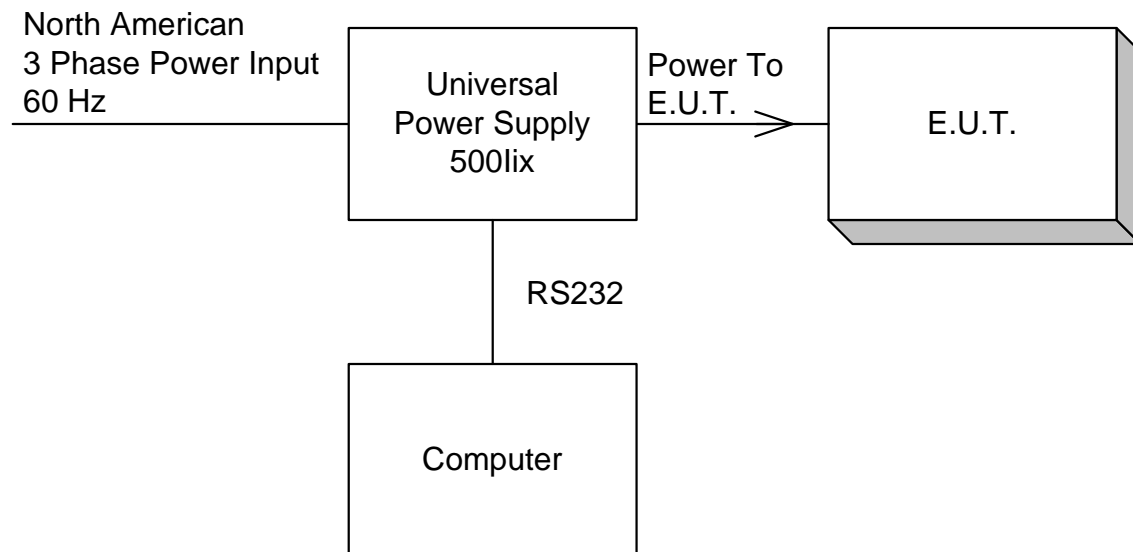 North American
3 Phase Power Input
60 Hz
Universal
Power Supply
500Iix
Power To
E.U.T.
E.U.T.
RS232
Computer